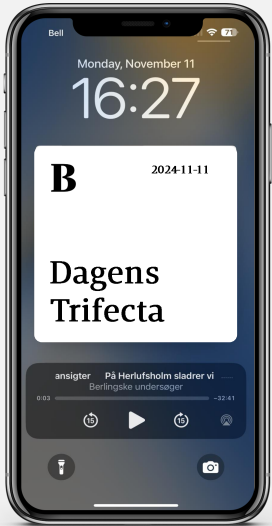 Bell
71
Monday, November 11
16:27
B
2024-11-11
Dagens
Trifecta
ansigter På Herlufsholm sladrer vi
Berlingske undersøger
0:03
-32:41
15
15